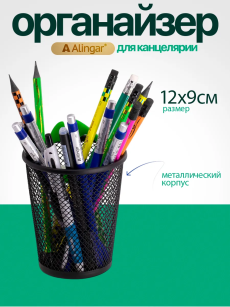 органайзер
Alingar®
для канцелярии
12х9см
размер
металлический
корпус